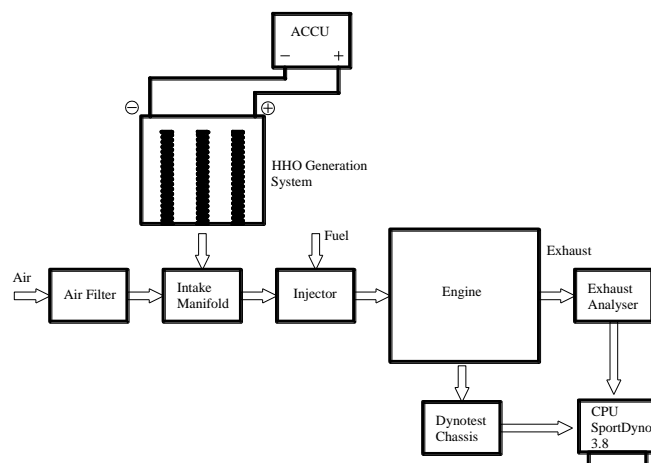 ACCU
− +
⊖ ⊕
HHO Generation
System
Fuel
Air
Exhaust
Air Filter
Intake
Manifold
Injector
Engine
Exhaust
Analyser
Dynotest
Chassis
CPU
SportDyno
3.8